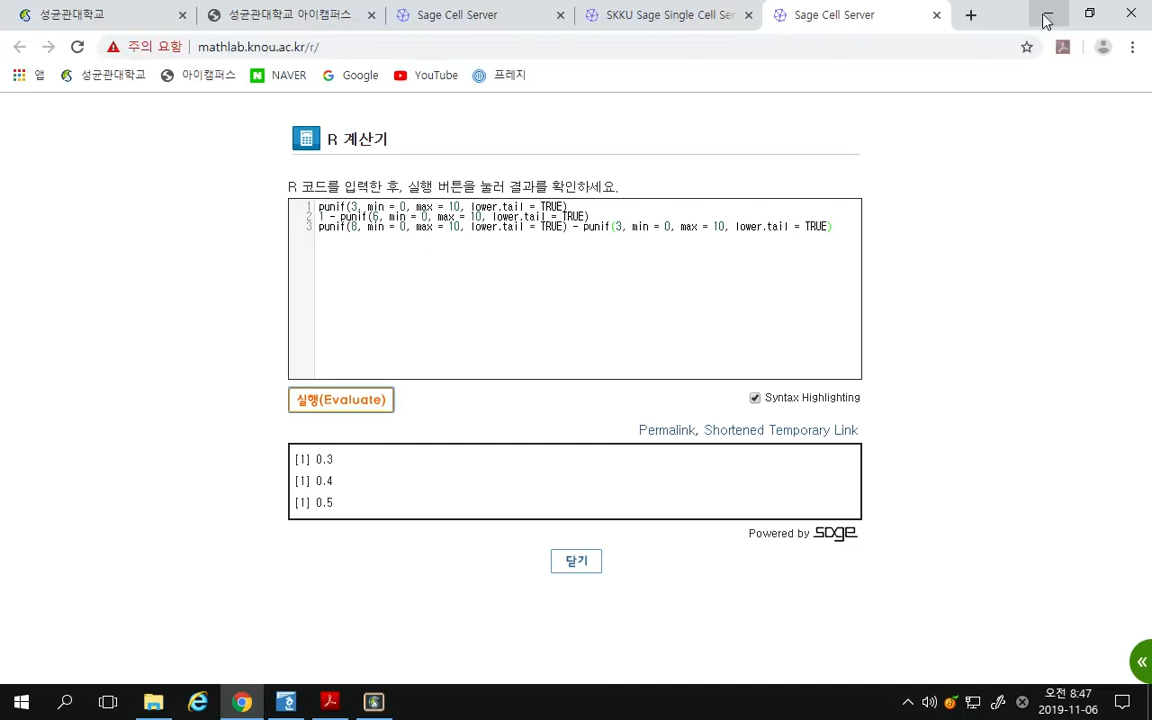 성균관대학교
성균관대학교 아이캠퍼스
Sage Cell Server
SKKU Sage Single Cell Ser
Sage Cell Server
주의 요함 mathlab.knou.ac.kr/r/
앱 성균관대학교 아이캠퍼스 NAVER Google YouTube 프레지
R 계산기
R 코드를 입력한 후, 실행 버튼을 눌러 결과를 확인하세요.
1 punif(3, min = 0, max = 10, lower.tail = TRUE)
2 1 - punif(6, min = 0, max = 10, lower.tail = TRUE)
3 punif(8, min = 0, max = 10, lower.tail = TRUE) - punif(3, min = 0, max = 10, lower.tail = TRUE)
실행(Evaluate)
Syntax Highlighting
Permalink, Shortened Temporary Link
[1] 0.3
[1] 0.4
[1] 0.5
Powered by sage
닫기
오전 8:47
2019-11-06